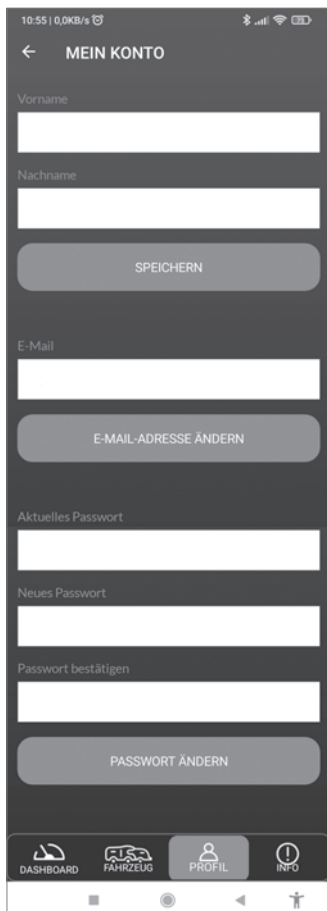 10:55 | 0,0KB/s
75
MEIN KONTO
Vorname
Nachname
SPEICHERN
E-Mail
E-MAIL-ADRESSE ÄNDERN
Aktuelles Passwort
Neues Passwort
Passwort bestätigen
PASSWORT ÄNDERN
DASHBOARD FAHRZEUG PROFIL INFO